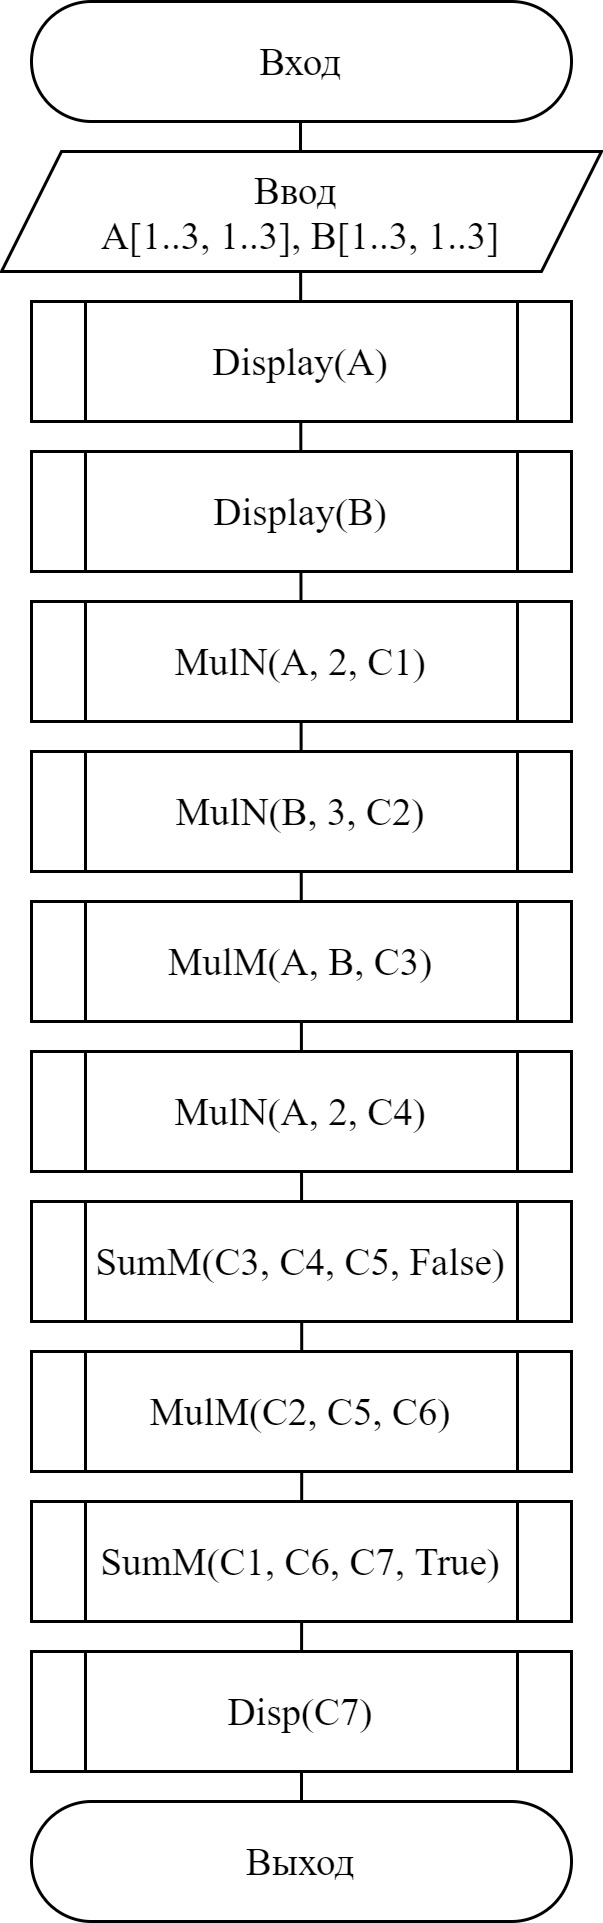 Вход
Ввод
A[1..3, 1..3], B[1..3, 1..3]
Display(A)
Display(B)
MulN(A, 2, C1)
MulN(B, 3, C2)
MulM(A, B, C3)
MulN(A, 2, C4)
SumM(C3, C4, C5, False)
MulM(C2, C5, C6)
SumM(C1, C6, C7, True)
Disp(C7)
Выход